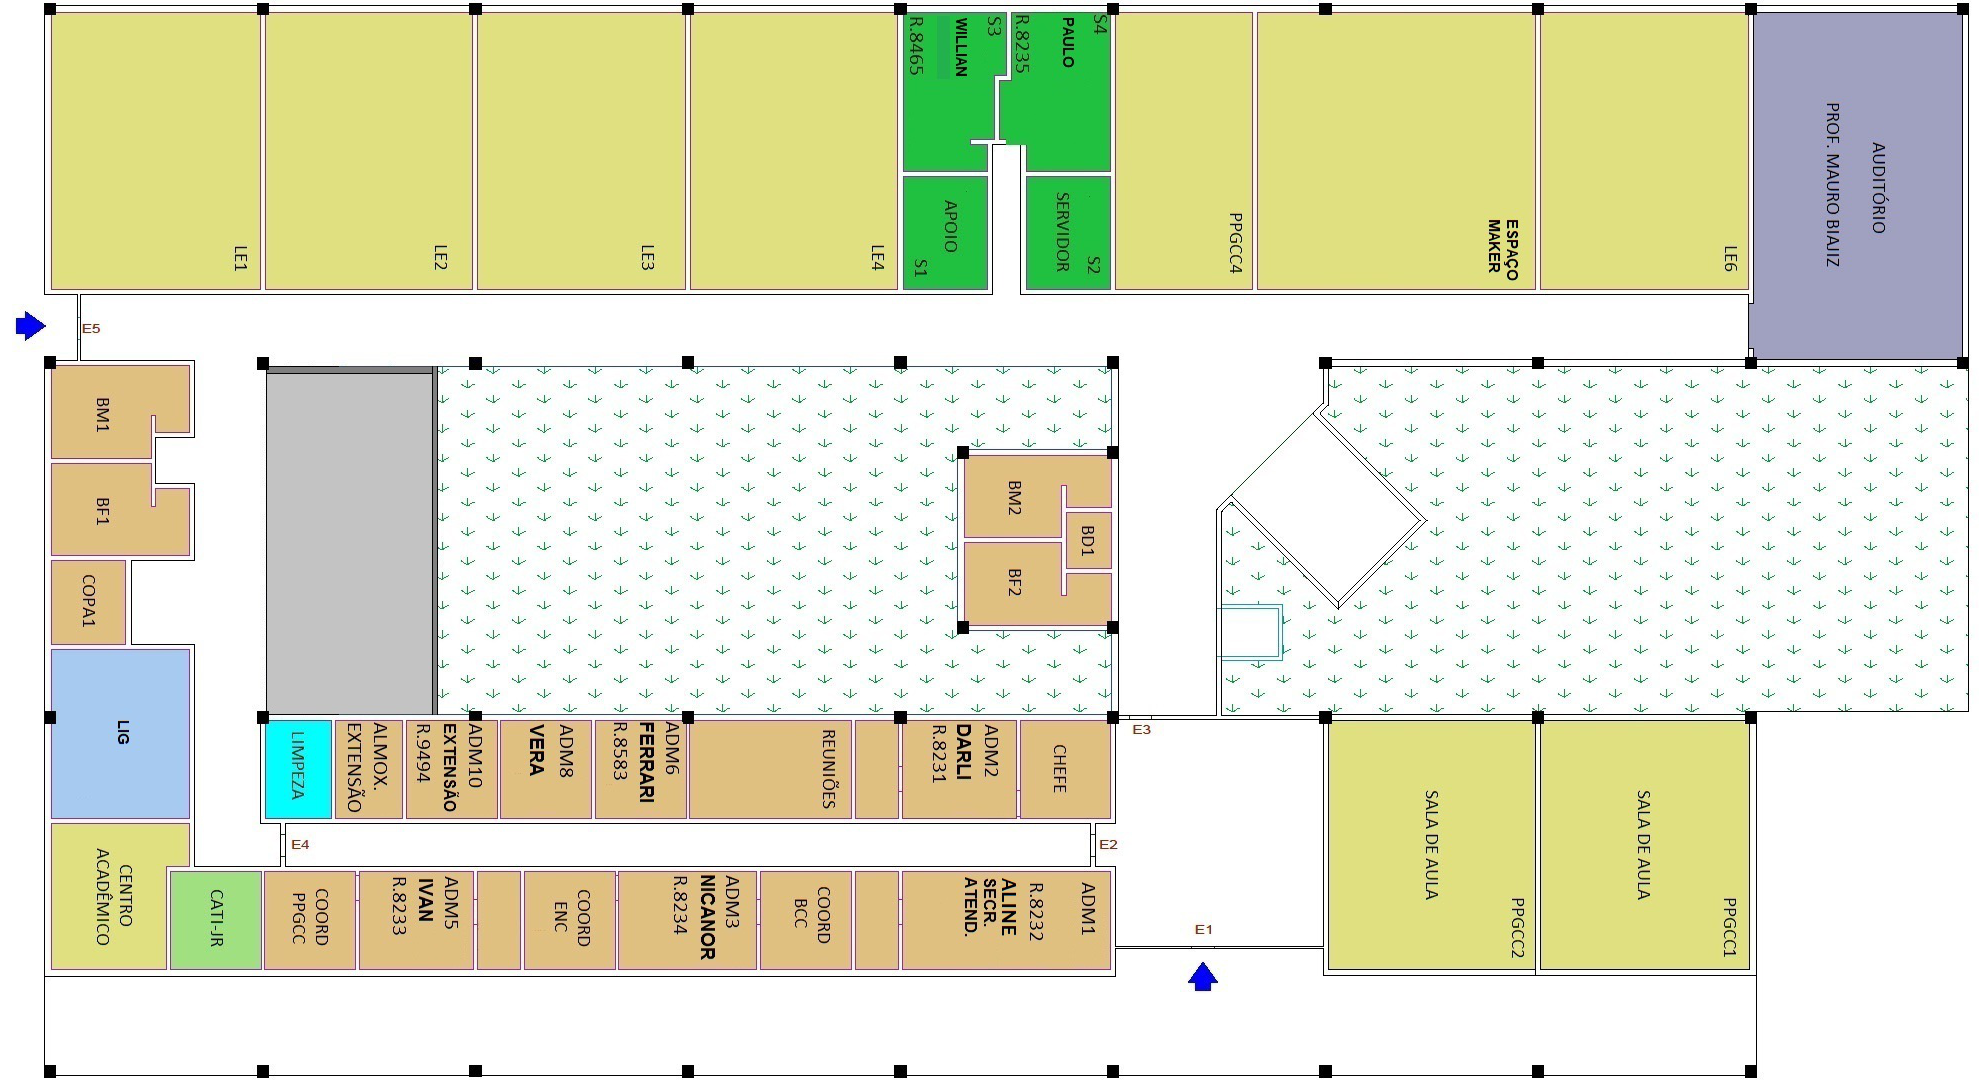 LE1
LE2
LE3
LE4
S3
WILLIAN
R.8465
S4
PAULO
R.8235
APOIO
S1
SERVIDOR
S2
PPGCC4
ESPAÇO
MAKER
LE6
AUDITÓRIO
PROF. MAURO BIAJIZ
E5
BM1
BF1
COPA1
LIG
CENTRO
ACADÊMICO
CATI-JR
BM2
BD1
BF2
LIMPEZA
ALMOX.
EXTENSÃO
ADM10
EXTENSÃO
R.9494
ADM8
VERA
ADM6
FERRARI
R.8583
REUNIÕES
ADM2
DARLI
R.8231
CHEFE
E3
E4
E2
COORD
PPGCC
ADM5
IVAN
R.8233
COORD
ENC
ADM3
NICANOR
R.8234
COORD
BCC
ADM1
R.8232
ALINE
SECR.
ATEND.
E1
SALA DE AULA
PPGCC2
SALA DE AULA
PPGCC1